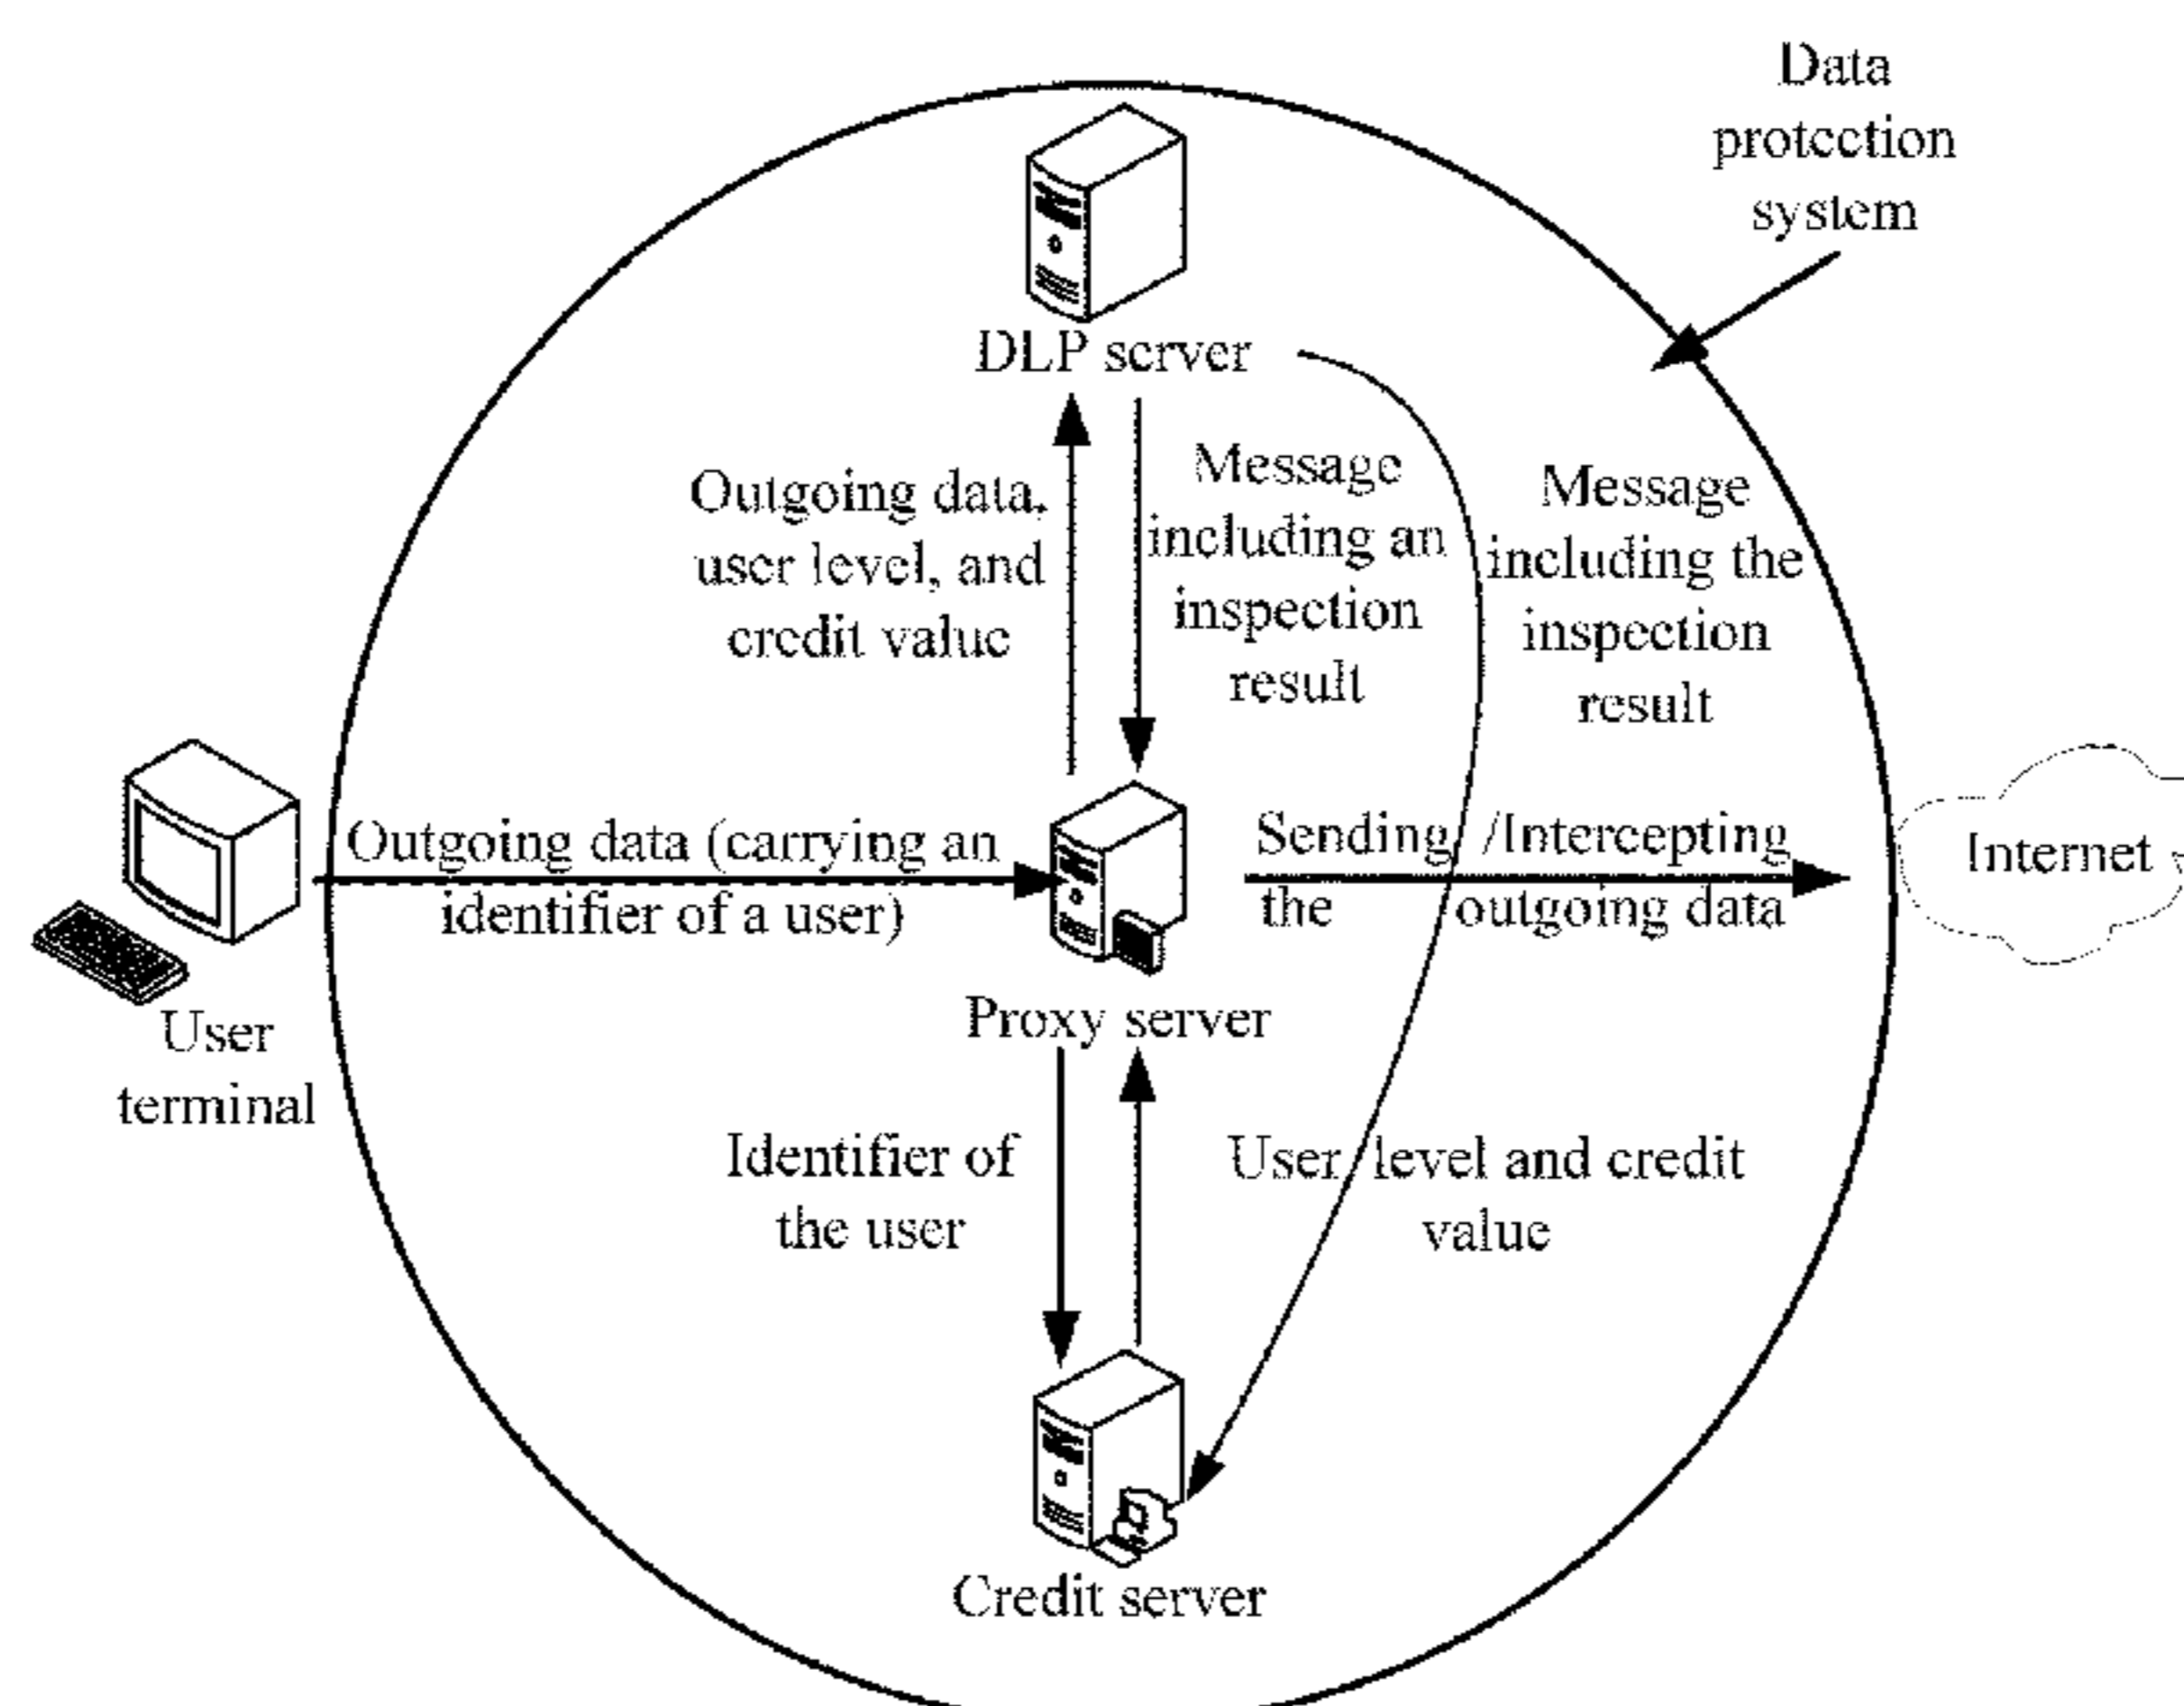 Data
protection
system
DLP server
Outgoing data,
user level, and
credit value
Message
including an
inspection
result
Message
including the
inspection
result
Outgoing data (carrying an
identifier of a user)
Sending /Intercepting
the outgoing data
Internet
User
terminal
Proxy server
Identifier of
the user
User level and credit
value
Credit server